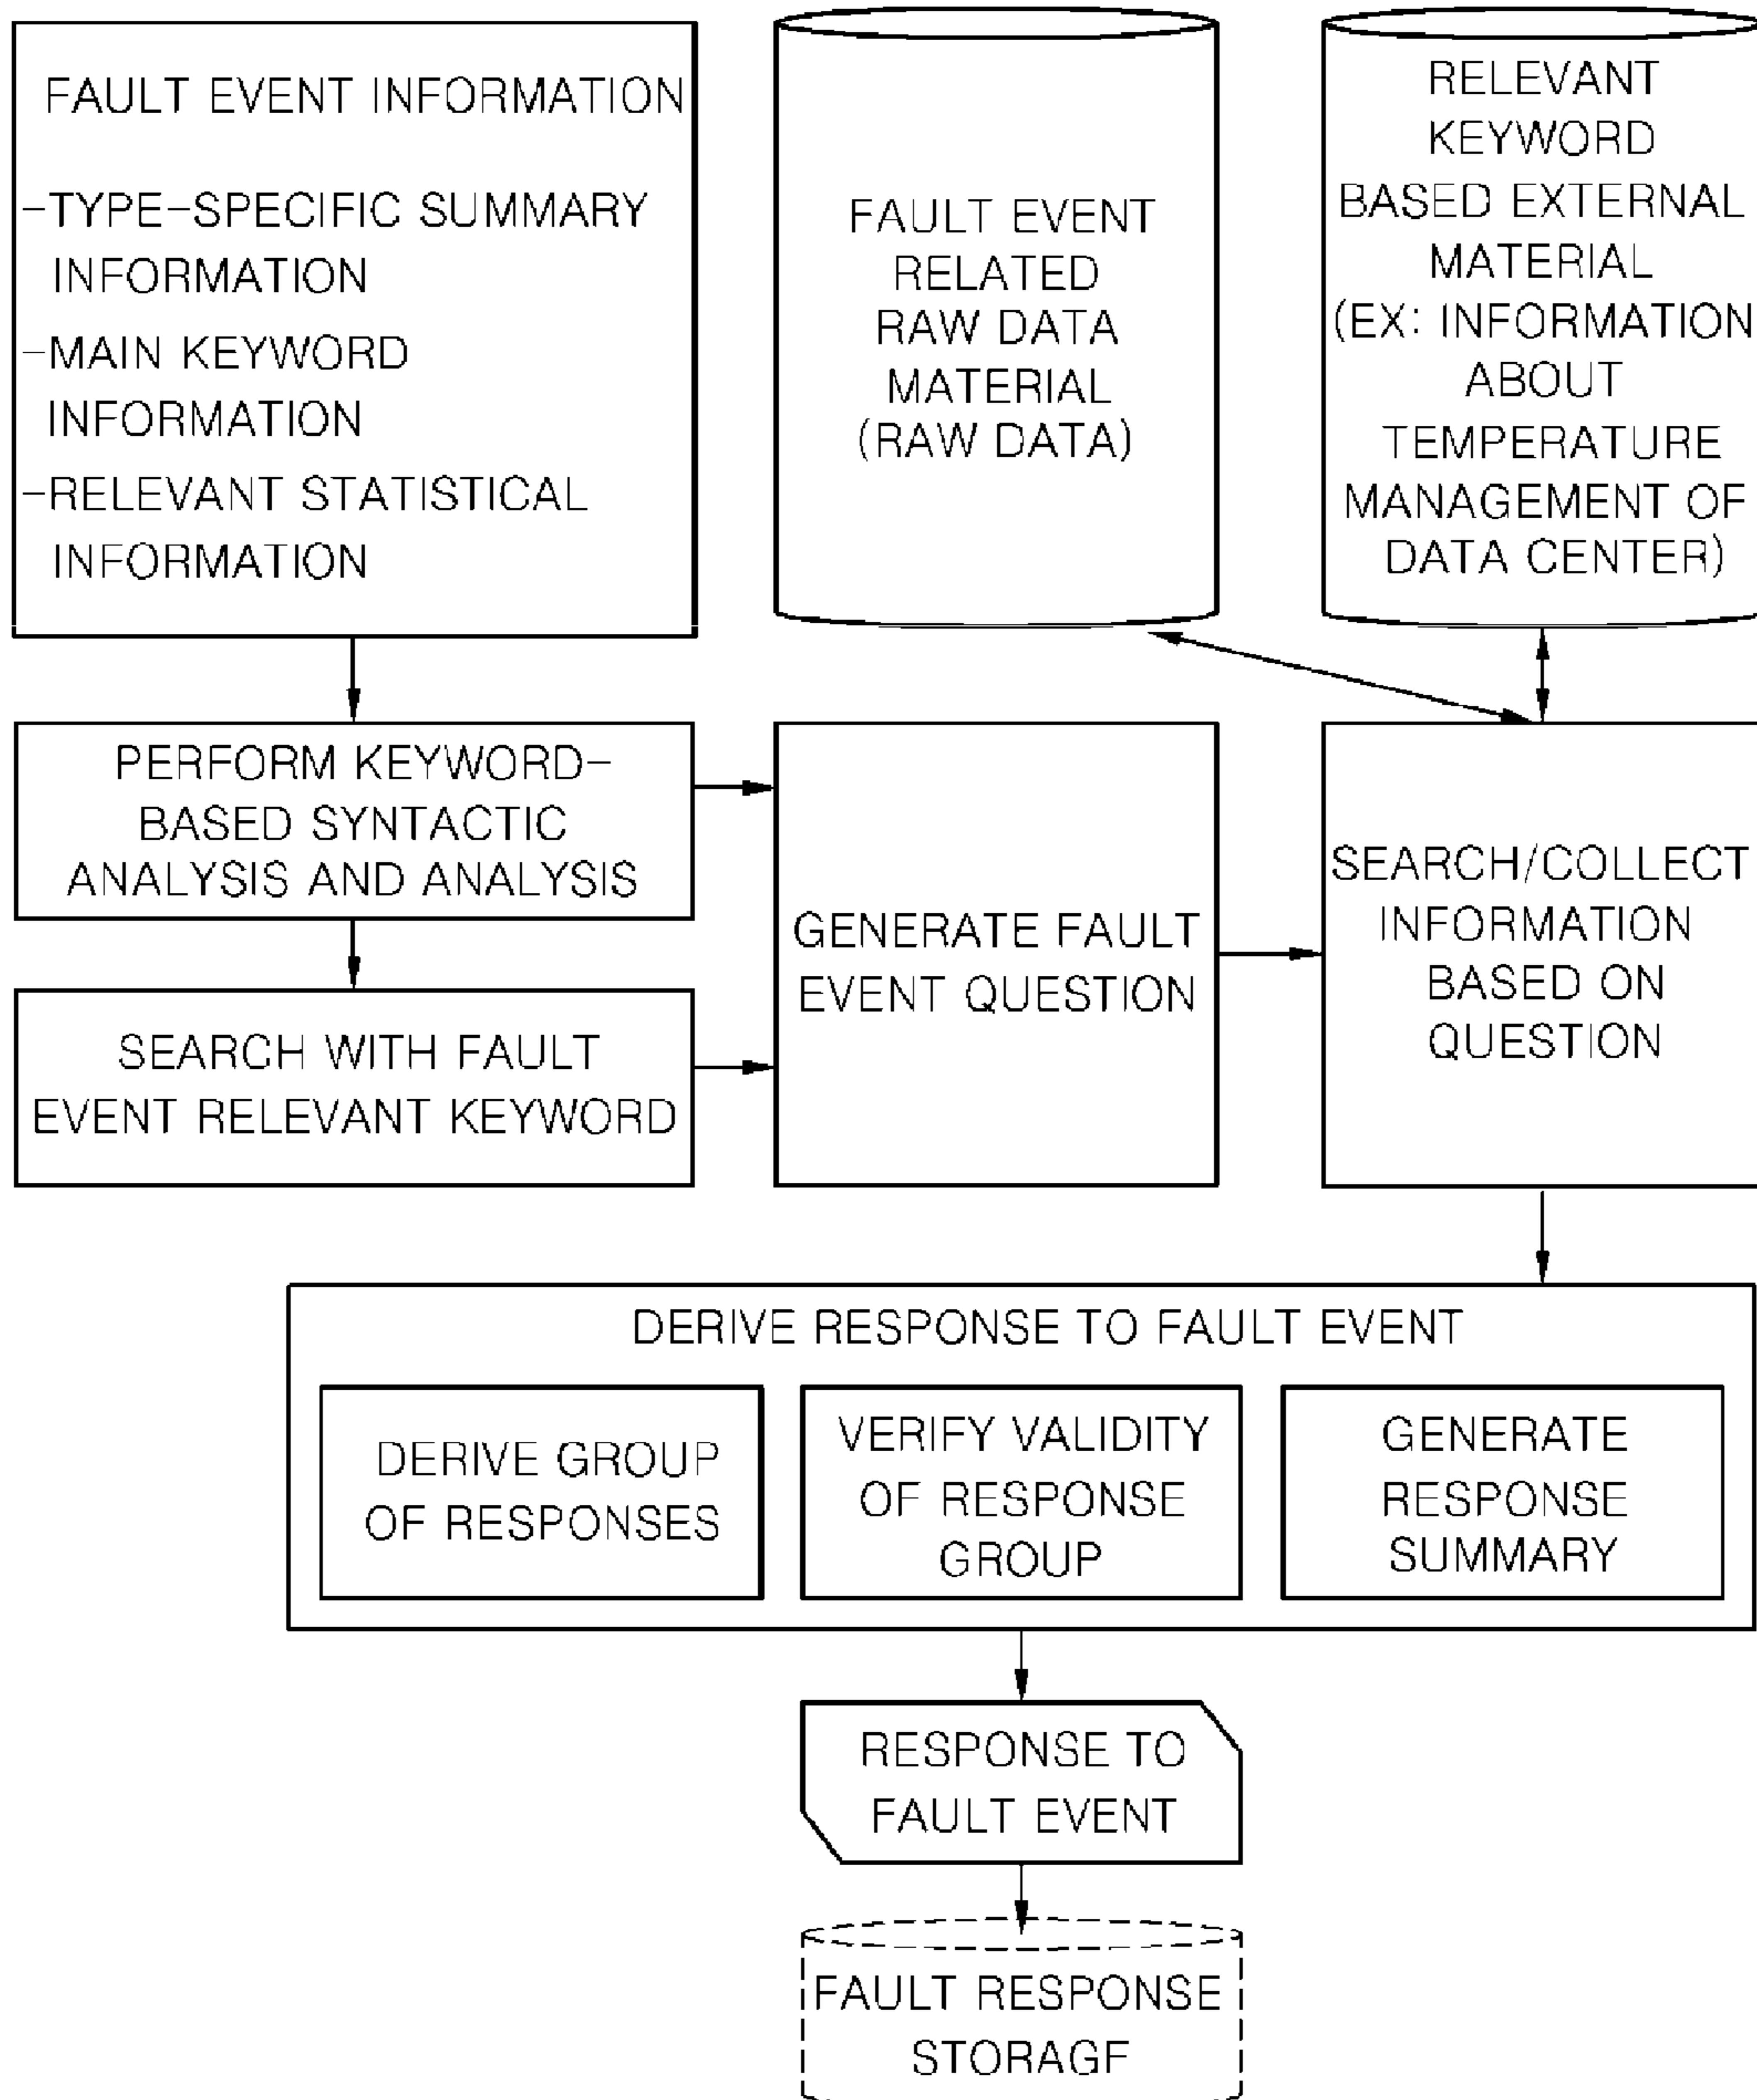 FAULT EVENT INFORMATION
-TYPE-SPECIFIC SUMMARY
INFORMATION
-MAIN KEYWORD
INFORMATION
-RELEVANT STATISTICAL
INFORMATION
FAULT EVENT
RELATED
RAW DATA
MATERIAL
(RAW DATA)
RELEVANT
KEYWORD
BASED EXTERNAL
MATERIAL
(EX: INFORMATION
ABOUT
TEMPERATURE
MANAGEMENT OF
DATA CENTER)
PERFORM KEYWORD-
BASED SYNTACTIC
ANALYSIS AND ANALYSIS
SEARCH WITH FAULT
EVENT RELEVANT KEYWORD
GENERATE FAULT
EVENT QUESTION
SEARCH/COLLECT
INFORMATION
BASED ON
QUESTION
DERIVE RESPONSE TO FAULT EVENT
DERIVE GROUP
OF RESPONSES
VERIFY VALIDITY
OF RESPONSE
GROUP
GENERATE
RESPONSE
SUMMARY
RESPONSE TO
FAULT EVENT
FAULT RESPONSE
STORAGE